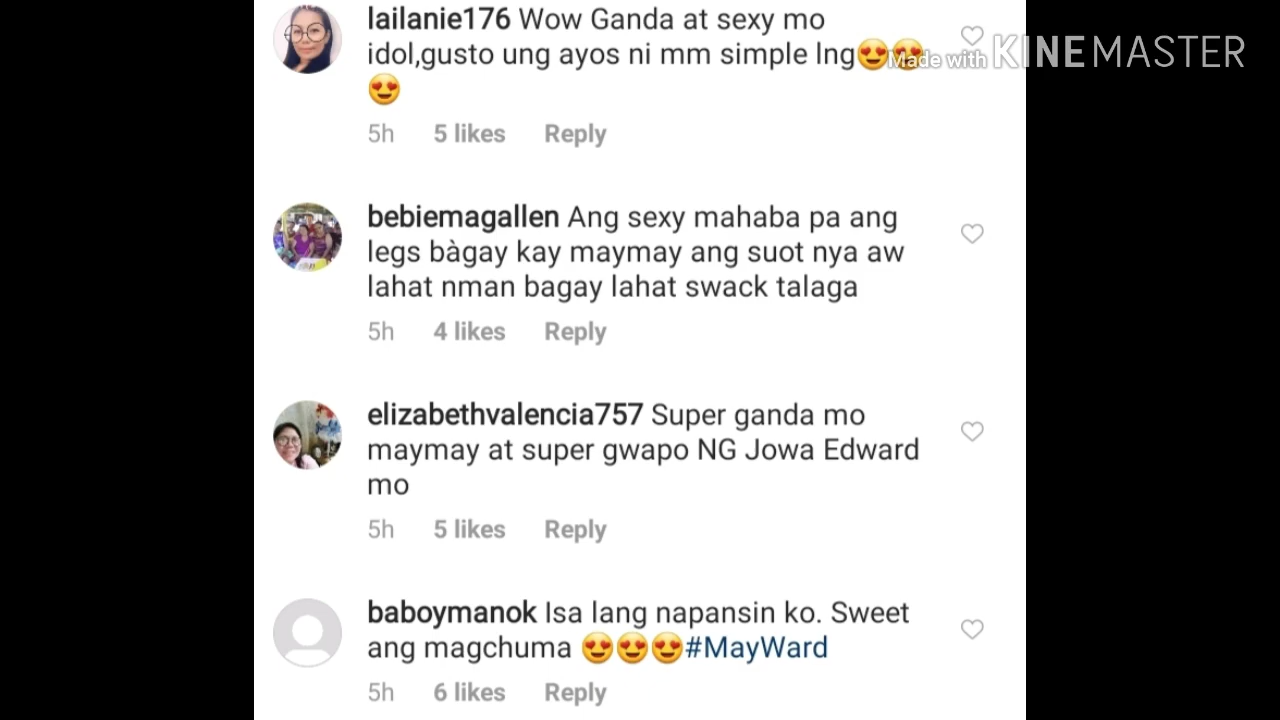 lailanie176 Wow Ganda at sexy mo
idol,gusto ung ayos ni mm simple lng😍😍
😍
Made with KINEMASTER
5h 5 likes Reply
bebiemagallen Ang sexy mahaba pa ang
legs bàgay kay maymay ang suot nya aw
lahat nman bagay lahat swack talaga
5h 4 likes Reply
elizabethvalencia757 Super ganda mo
maymay at super gwapo NG Jowa Edward
mo
5h 5 likes Reply
baboymanok Isa lang napansin ko. Sweet
ang magchuma 😍😍😍#MayWard
5h 6 likes Reply